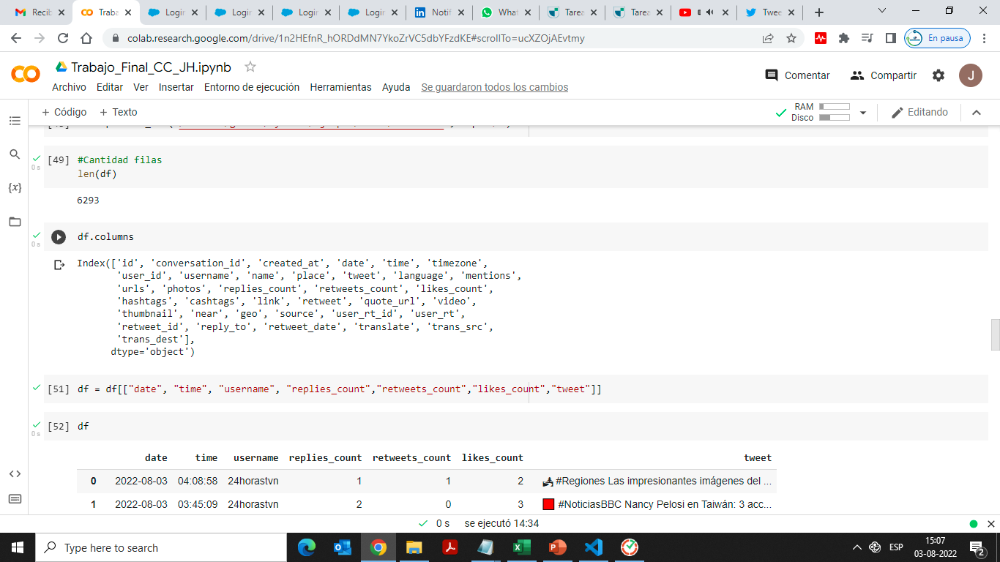 Recib
Traba
Login
Login
Login
Login
Notif
What
Tarea
Tarea
Twee
colab.research.google.com/drive/1n2HEfnR_hORDdMN7YkoZrVC5dbYFzdKE#scrollTo=ucXZOjAEvtmy
En pausa
Trabajo_Final_CC_JH.ipynb
Comentar
Compartir
J
Archivo Editar Ver Insertar Entorno de ejecución Herramientas Ayuda Se guardaron todos los cambios
+ Código + Texto
RAM
Disco
Editando
[49] #Cantidad filas
0 s
len(df)
6293
df.columns
0 s
Index(['id', 'conversation_id', 'created_at', 'date', 'time', 'timezone',
'user_id', 'username', 'name', 'place', 'tweet', 'language', 'mentions',
'urls', 'photos', 'replies_count', 'retweets_count', 'likes_count',
'hashtags', 'cashtags', 'link', 'retweet', 'quote_url', 'video',
'thumbnail', 'near', 'geo', 'source', 'user_rt_id', 'user_rt',
'retweet_id', 'reply_to', 'retweet_date', 'translate', 'trans_src',
'trans_dest'],
dtype='object')
[51] df = df[["date", "time", "username", "replies_count","retweets_count","likes_count","tweet"]]
[52] df
0 s
date time username replies_count retweets_count likes_count tweet
0 2022-08-03 04:08:58 24horastvn 1 1 2 #Regiones Las impresionantes imágenes del ...
1 2022-08-03 03:45:09 24horastvn 2 0 3 #NoticiasBBC Nancy Pelosi en Taiwán: 3 acc...
0 s se ejecutó 14:34
Type here to search
ESP
15:07
03-08-2022
2